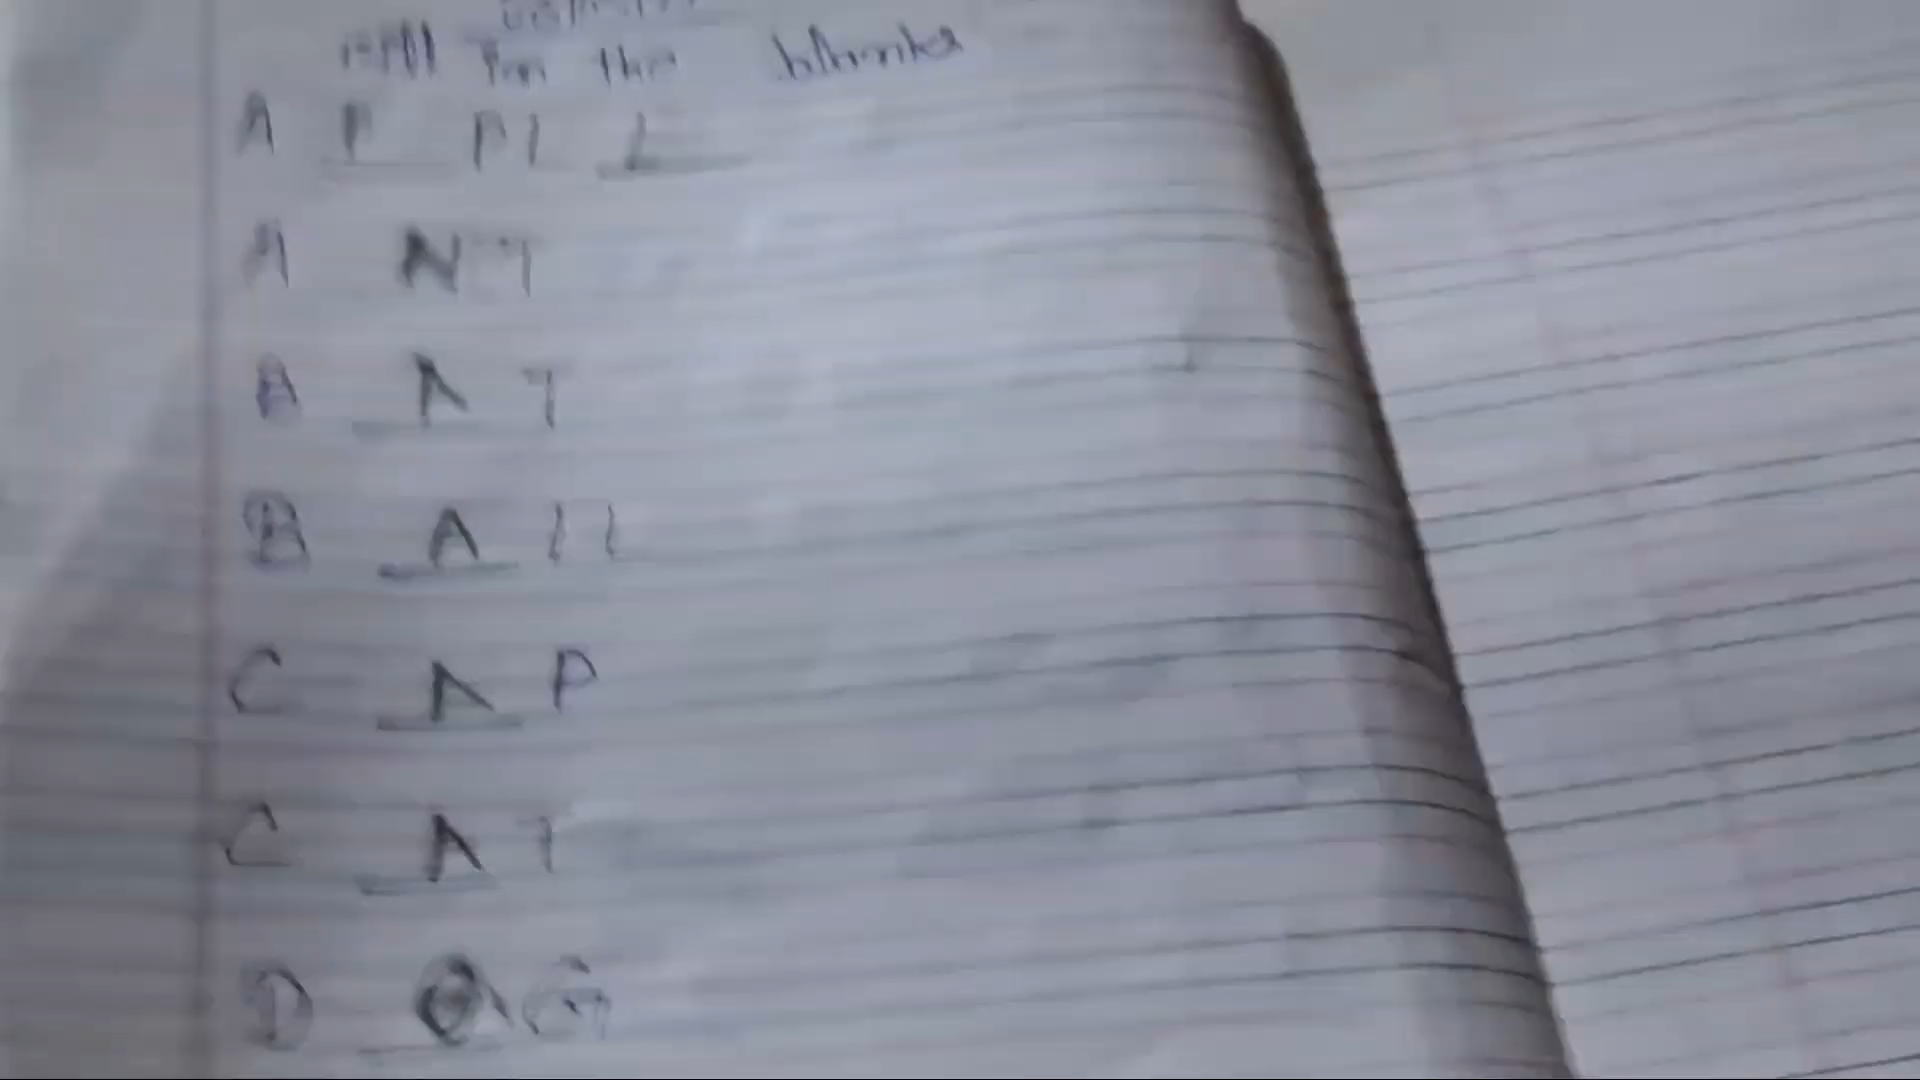 Fill in the blanks
A P P L L
A N T
B A T
B A L L
C A P
C A T
D O G